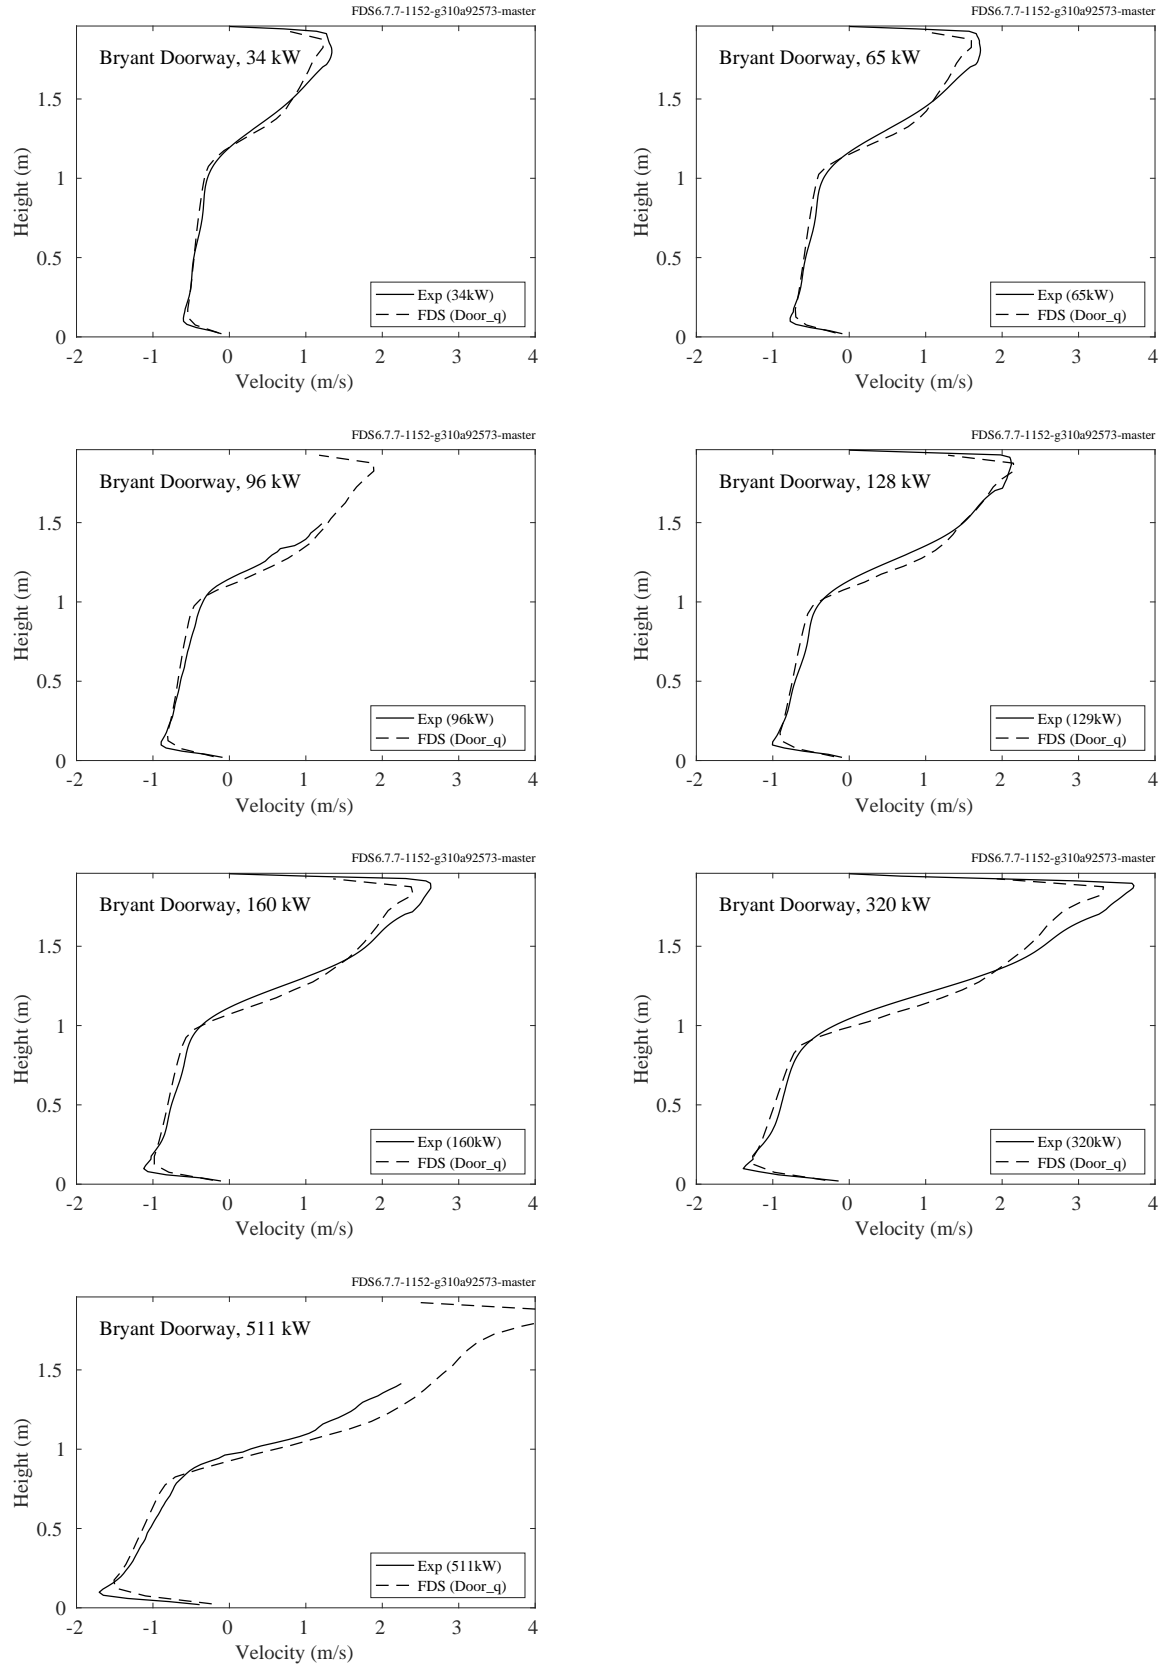 FDS6.7.7-1152-g310a92573-master
Bryant Doorway, 34 kW
Height (m)
1.5
1
0.5
0
Exp (34kW)
FDS (Door_q)
-2 -1 0 1 2 3 4
Velocity (m/s)
FDS6.7.7-1152-g310a92573-master
Bryant Doorway, 65 kW
Height (m)
1.5
1
0.5
0
Exp (65kW)
FDS (Door_q)
-2 -1 0 1 2 3 4
Velocity (m/s)
FDS6.7.7-1152-g310a92573-master
Bryant Doorway, 96 kW
Height (m)
1.5
1
0.5
0
Exp (96kW)
FDS (Door_q)
-2 -1 0 1 2 3 4
Velocity (m/s)
FDS6.7.7-1152-g310a92573-master
Bryant Doorway, 128 kW
Height (m)
1.5
1
0.5
0
Exp (129kW)
FDS (Door_q)
-2 -1 0 1 2 3 4
Velocity (m/s)
FDS6.7.7-1152-g310a92573-master
Bryant Doorway, 160 kW
Height (m)
1.5
1
0.5
0
Exp (160kW)
FDS (Door_q)
-2 -1 0 1 2 3 4
Velocity (m/s)
FDS6.7.7-1152-g310a92573-master
Bryant Doorway, 320 kW
Height (m)
1.5
1
0.5
0
Exp (320kW)
FDS (Door_q)
-2 -1 0 1 2 3 4
Velocity (m/s)
FDS6.7.7-1152-g310a92573-master
Bryant Doorway, 511 kW
Height (m)
1.5
1
0.5
0
Exp (511kW)
FDS (Door_q)
-2 -1 0 1 2 3 4
Velocity (m/s)